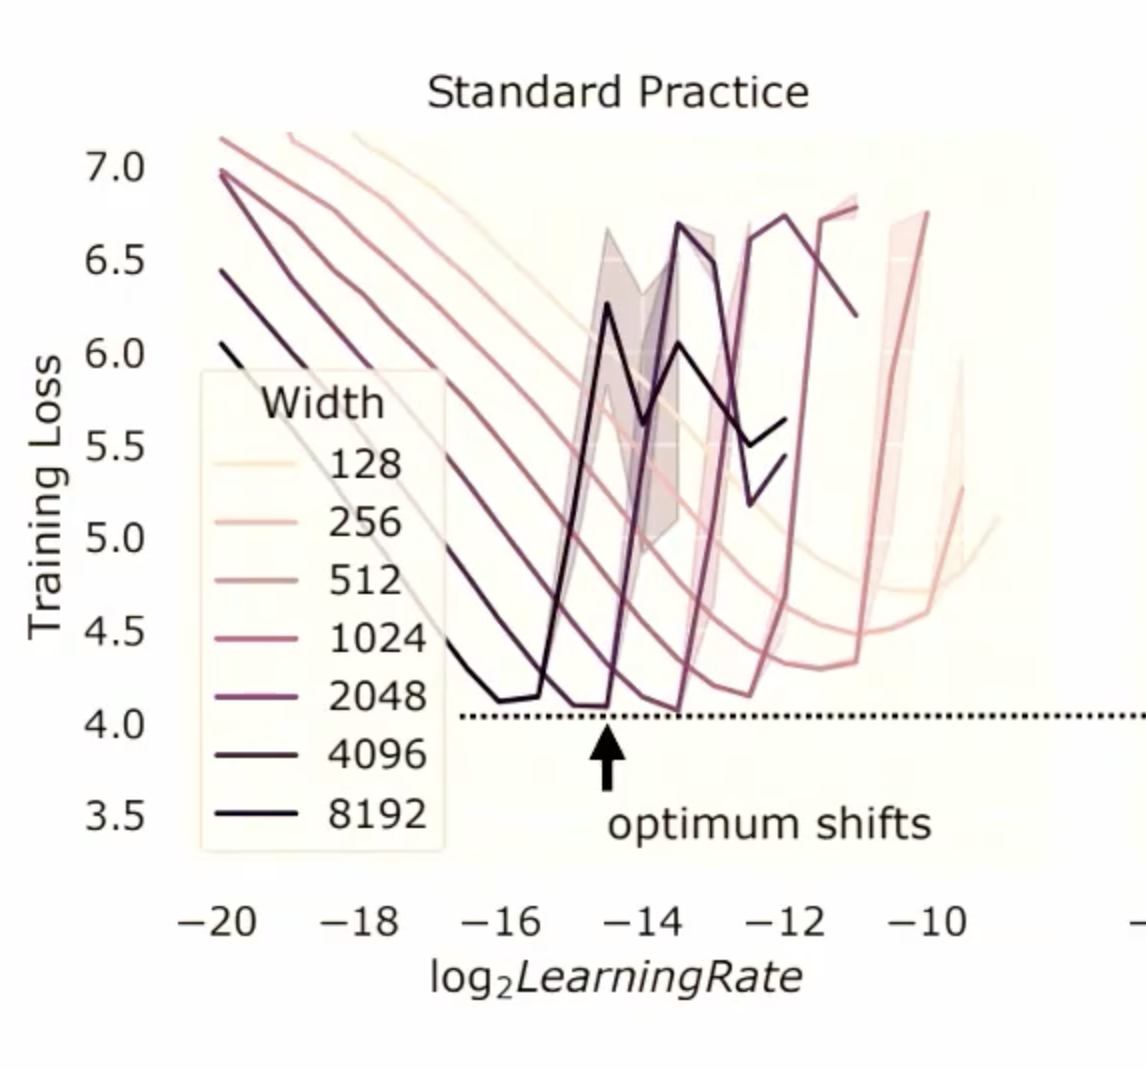 Standard Practice
7.0
6.5
6.0
5.5
5.0
4.5
4.0
3.5
Training Loss
Width
128
256
512
1024
2048
4096
8192
optimum shifts
−20 −18 −16 −14 −12 −10
log₂LearningRate